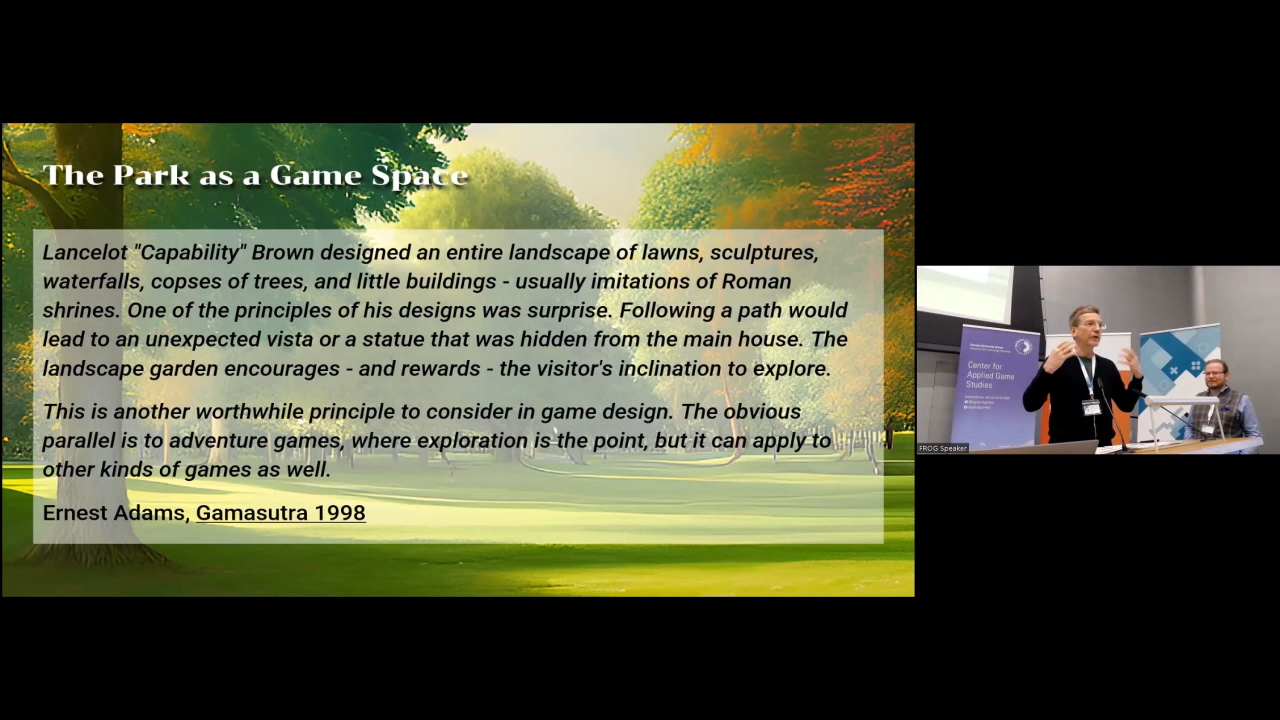 The Park as a Game Space
Lancelot "Capability" Brown designed an entire landscape of lawns, sculptures,
waterfalls, copses of trees, and little buildings - usually imitations of Roman
shrines. One of the principles of his designs was surprise. Following a path would
lead to an unexpected vista or a statue that was hidden from the main house. The
landscape garden encourages - and rewards - the visitor's inclination to explore.
This is another worthwhile principle to consider in game design. The obvious
parallel is to adventure games, where exploration is the point, but it can apply to
other kinds of games as well.
Ernest Adams, Gamasutra 1998
Center for
Applied Game
Studies
FROG Speaker